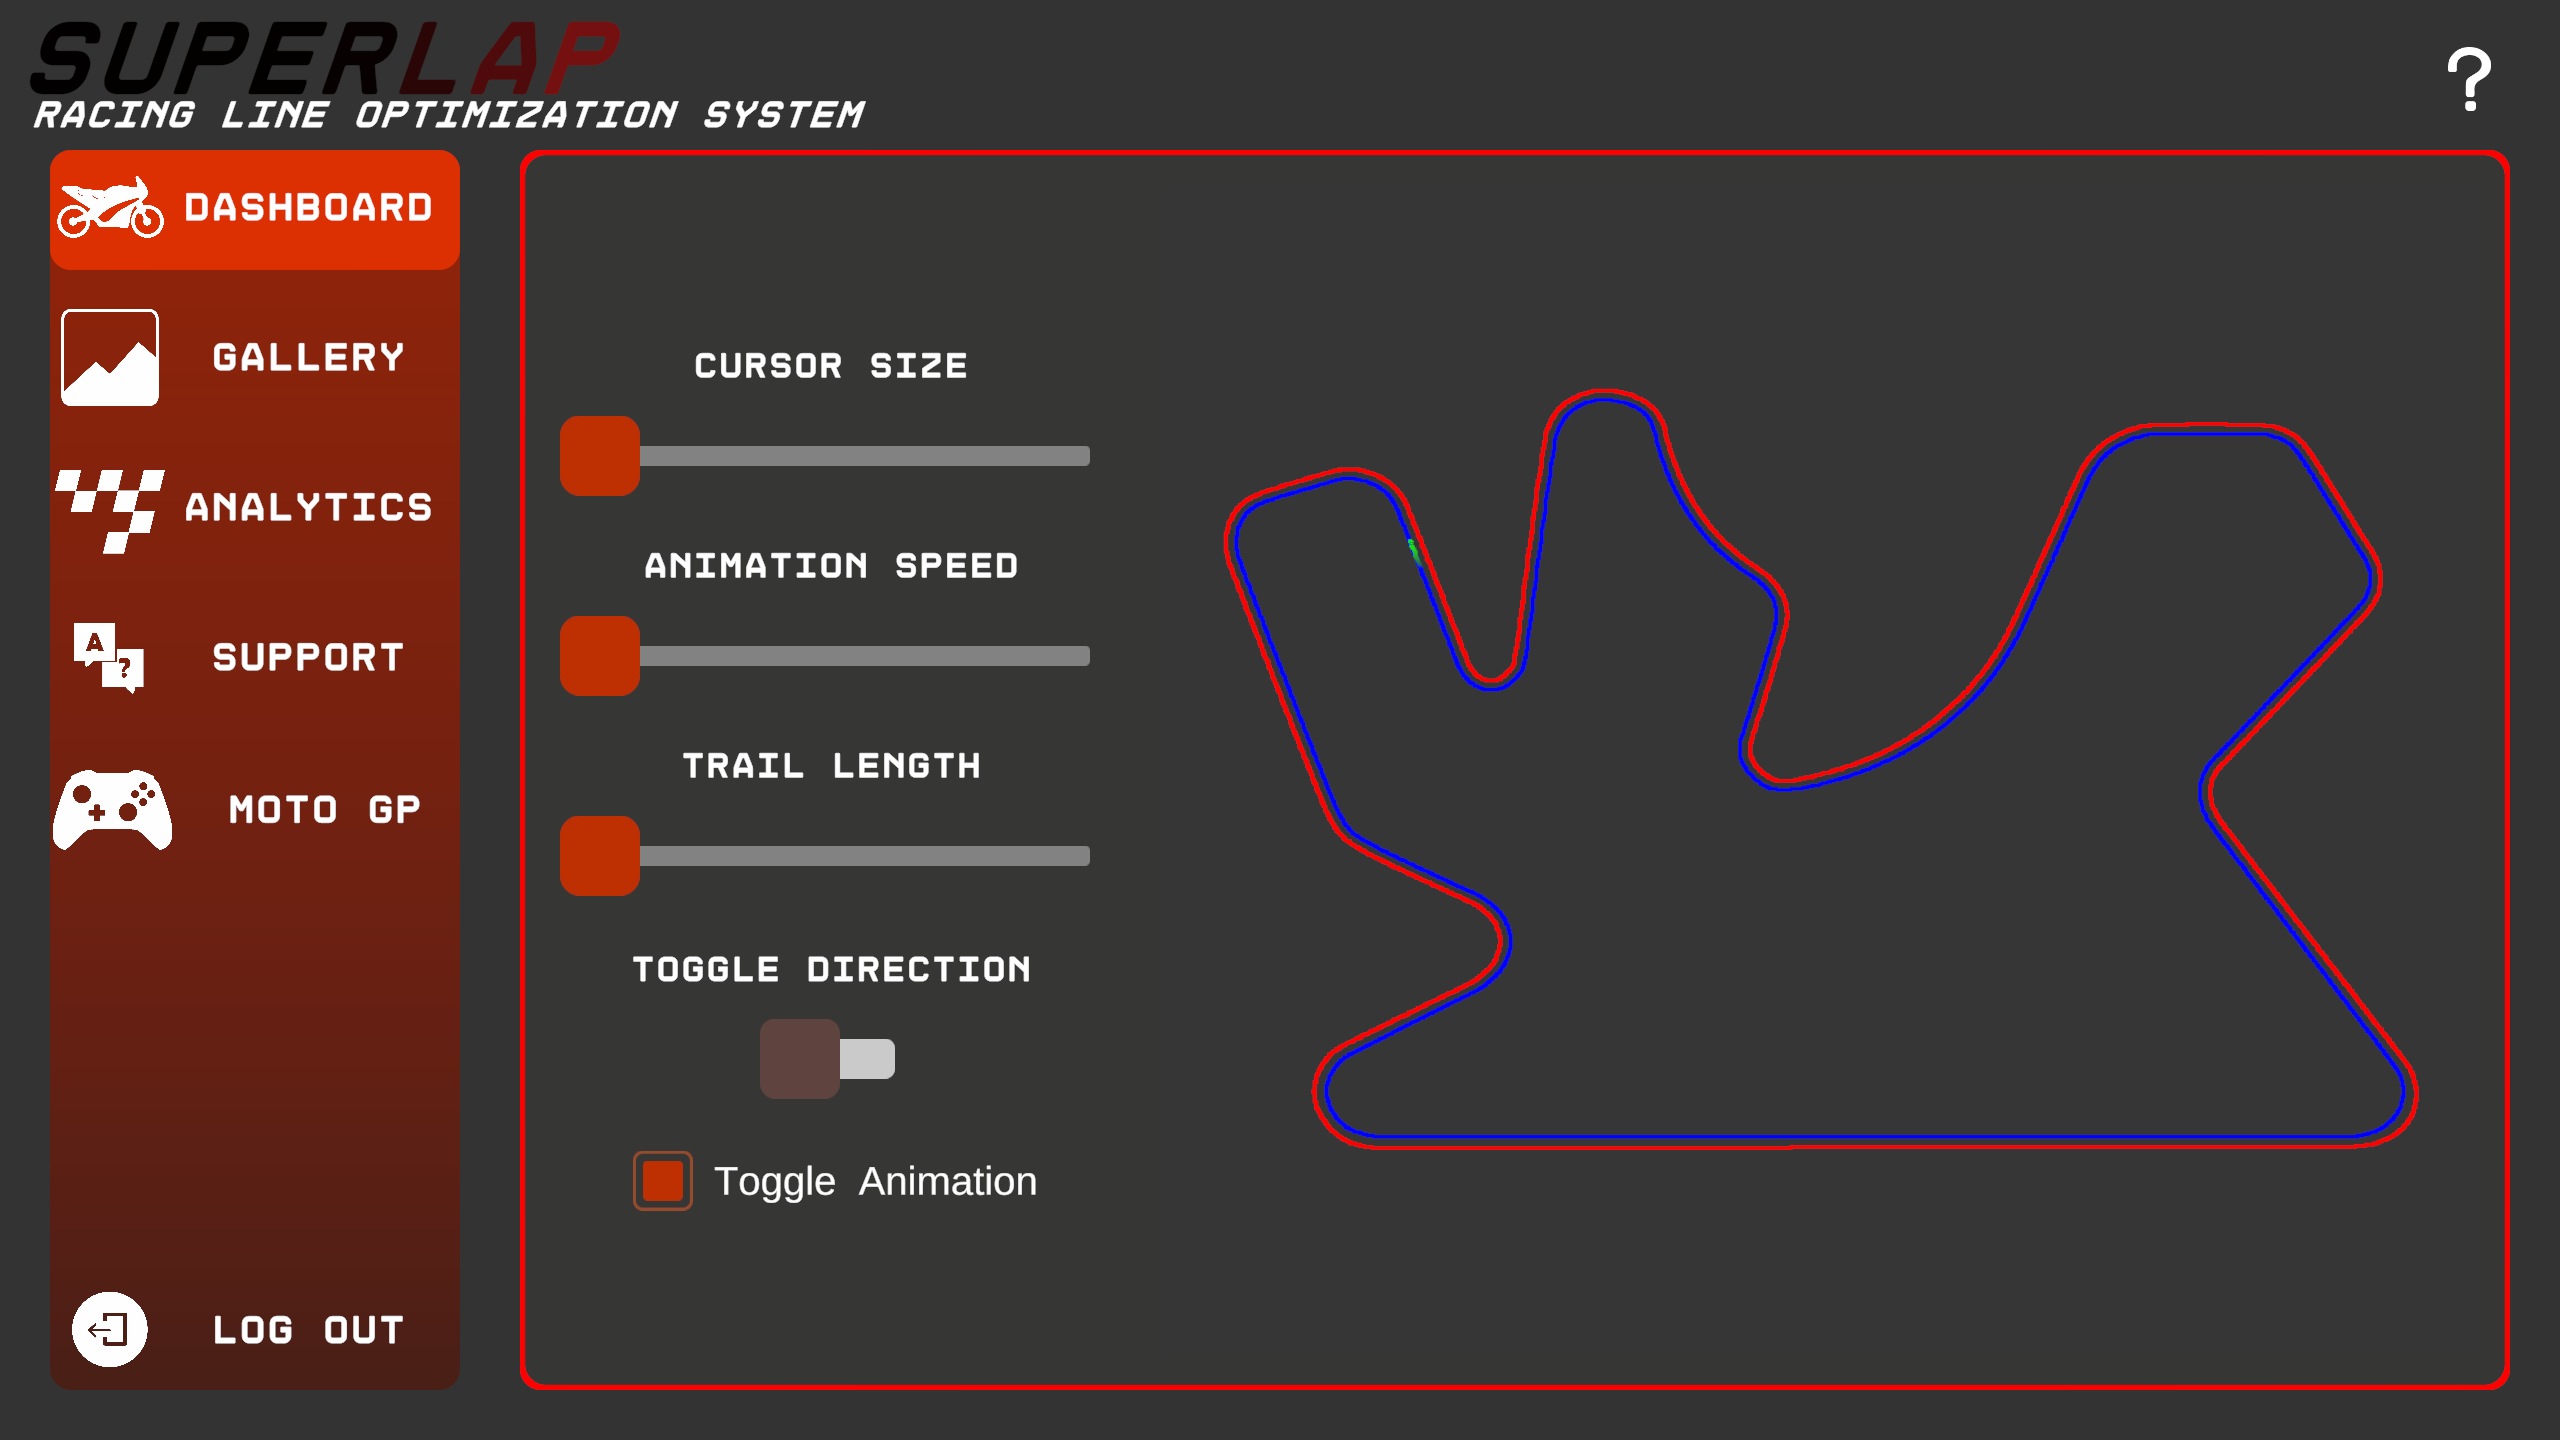 SUPERLAP
RACING LINE OPTIMIZATION SYSTEM
?
DASHBOARD
GALLERY
ANALYTICS
A
?
SUPPORT
MOTO GP
LOG OUT
CURSOR SIZE
ANIMATION SPEED
TRAIL LENGTH
TOGGLE DIRECTION
Toggle Animation